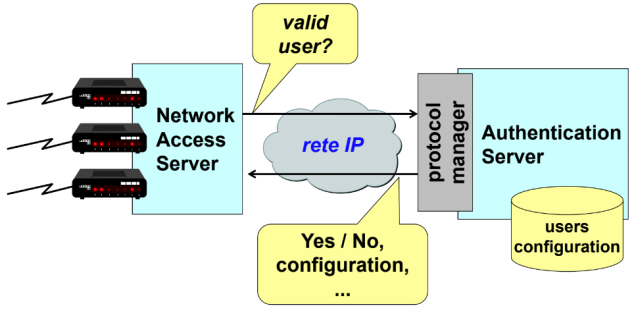 valid
user?
Network
Access
Server
rete IP
protocol
manager
Authentication
Server
users
configuration
Yes / No,
configuration,
...